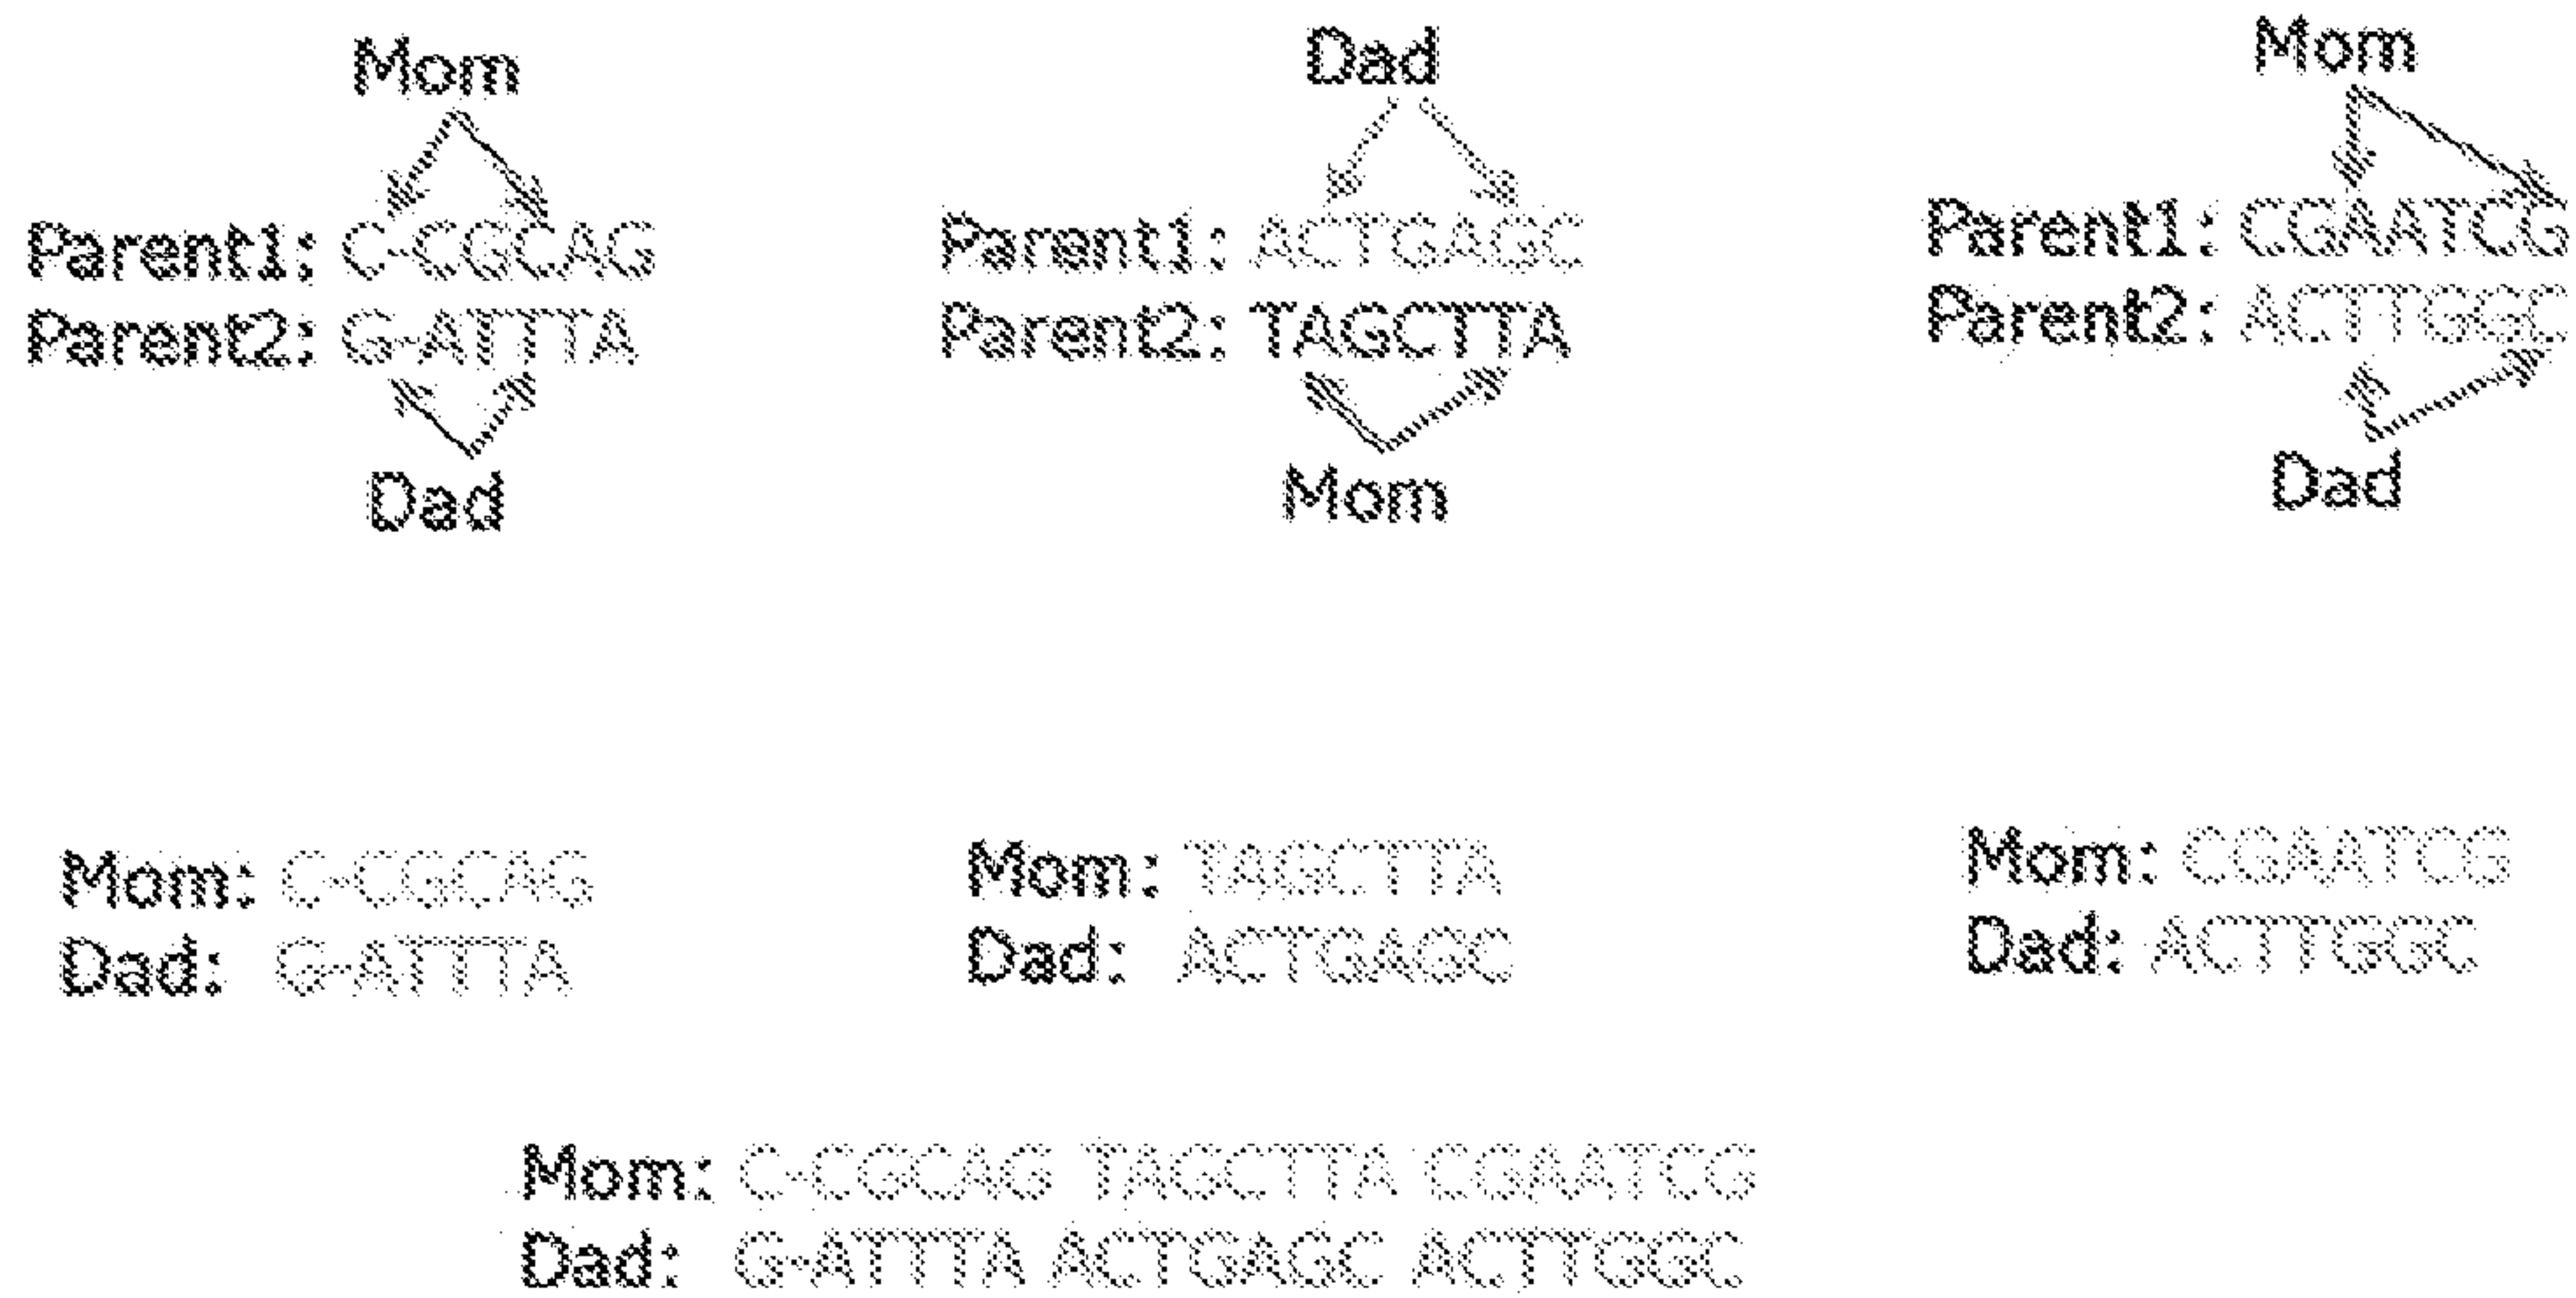 Mom Dad Mom
Parent1: C-CGCAG Parent1: ACTGAGC Parent1: CGAATCG
Parent2: G-ATTTA Parent2: TAGCTTA Parent2: ACTTGGC
Dad Mom Dad
Mom: C-CGCAG Mom: TAGCTTA Mom: CGAATCG
Dad: G-ATTTA Dad: ACTGAGC Dad: ACTTGGC
Mom: C-CGCAG TAGCTTA CGAATCG
Dad: G-ATTTA ACTGAGC ACTTGGC